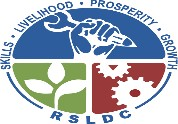 SKILLS • LIVELIHOOD • PROSPERITY • GROWTH
RSLDC